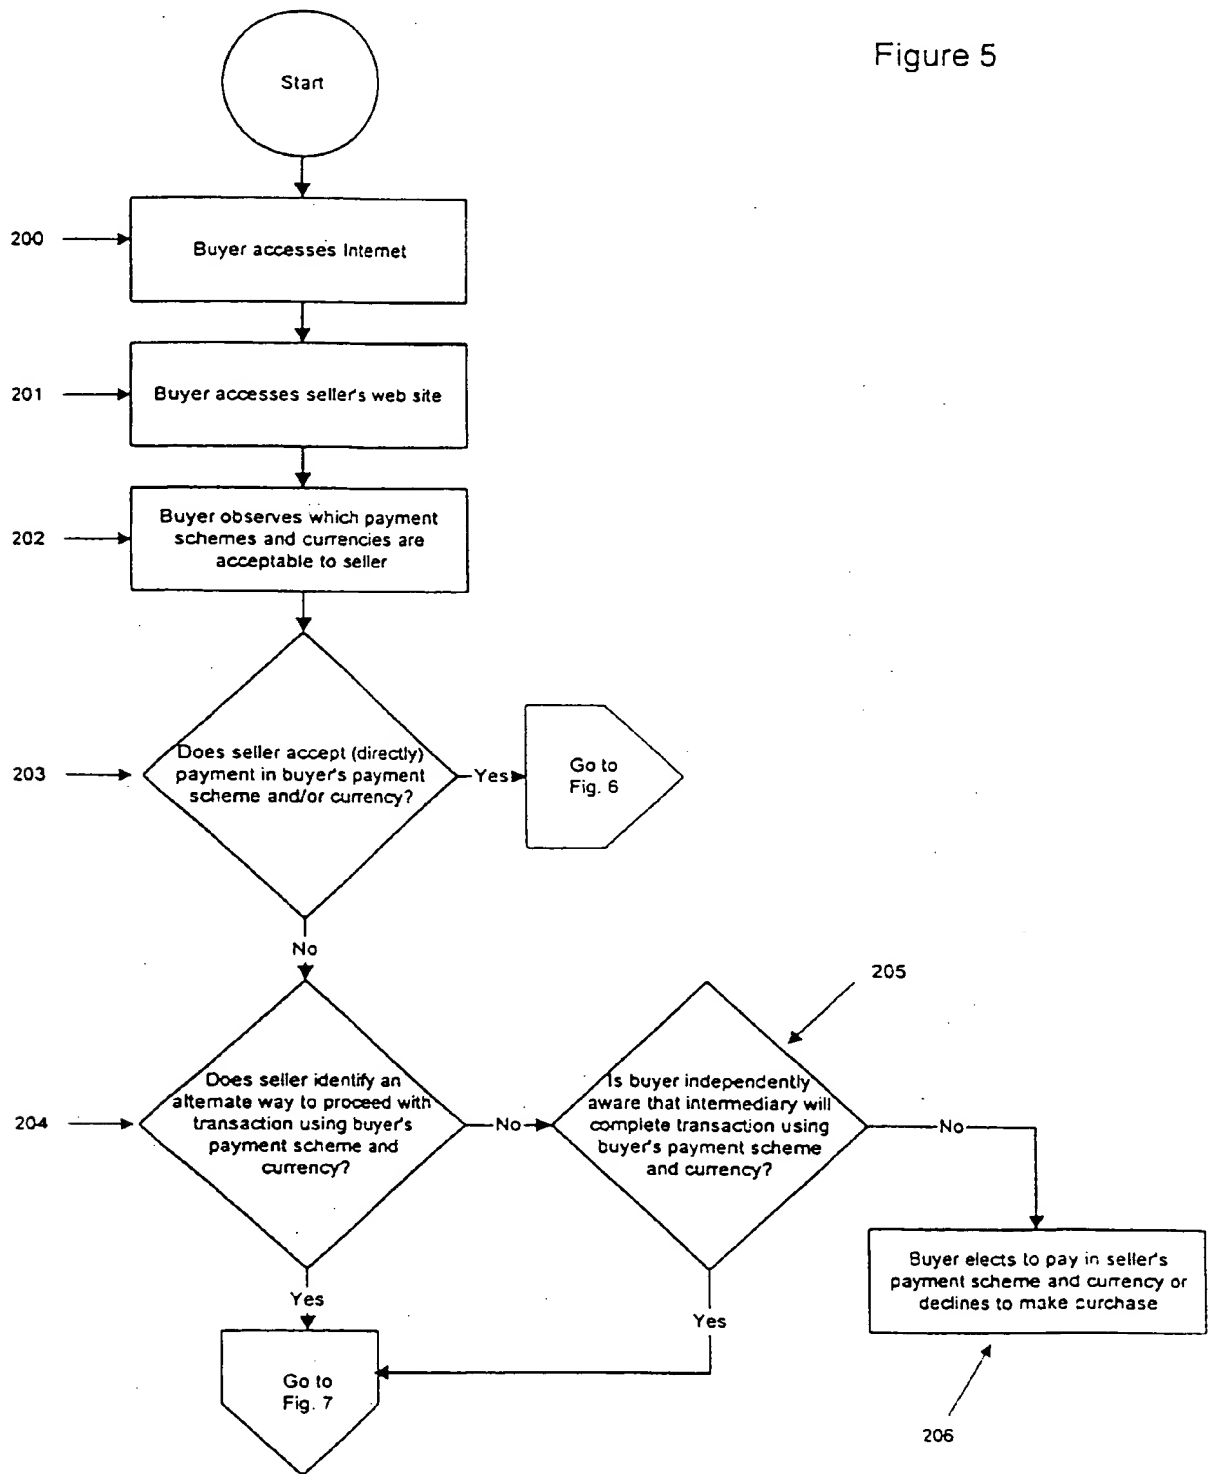 Figure 5
Start
200
Buyer accesses Internet
201
Buyer accesses seller's web site
202
Buyer observes which payment
schemes and currencies are
acceptable to seller
203
Does seller accept (directly)
payment in buyer's payment
scheme and/or currency?
Yes
Go to
Fig. 6
No
205
204
Does seller identify an
alternate way to proceed with
transaction using buyer's
payment scheme and
currency?
No
Is buyer independently
aware that intermediary will
complete transaction using
buyer's payment scheme
and currency?
No
Buyer elects to pay in seller's
payment scheme and currency or
declines to make purchase
Yes
Yes
Go to
Fig. 7
206